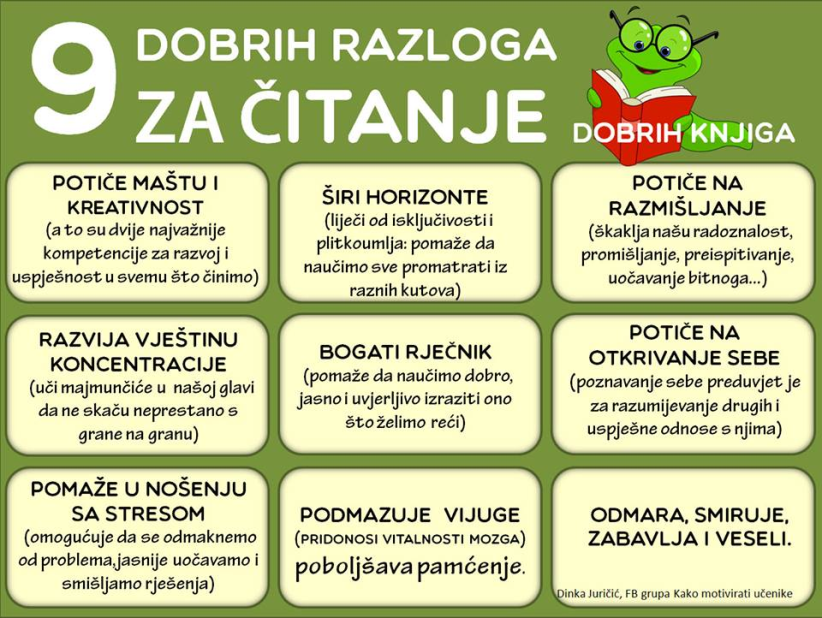 9 DOBRIH RAZLOGA
ZA ČITANJE
DOBRIH KNJIGA
POTIČE MAŠTU I
KREATIVNOST
(a to su dvije najvažnije
kompetencije za razvoj i
uspješnost u svemu što činimo)
ŠIRI HORIZONTE
(liječi od isključivosti i
plitkoumlja: pomaže da
naučimo sve promatrati iz
raznih kutova)
POTIČE NA
RAZMIŠLJANJE
(škaklja našu radoznalost,
promišljanje, preispitivanje,
uočavanje bitnoga...)
RAZVIJA VJEŠTINU
KONCENTRACIJE
(uči majmunčiće u našoj glavi
da ne skaču neprestano s
grane na granu)
BOGATI RJEČNIK
(pomaže da naučimo dobro,
jasno i uvjerljivo izraziti ono
što želimo reći)
POTIČE NA
OTKRIVANJE SEBE
(poznavanje sebe preduvjet je
za razumijevanje drugih i
uspješne odnose s njima)
POMAŽE U NOŠENJU
SA STRESOM
(omogućuje da se odmaknemo
od problema,jasnije uočavamo i
smišljamo rješenja)
PODMAZUJE VIJUGE
(PRIDONOSI VITALNOSTI MOZGA)
poboljšava pamćenje.
ODMARA, SMIRUJE,
ZABAVLJA I VESELI.
Dinka Juričić, FB grupa Kako motivirati učenike